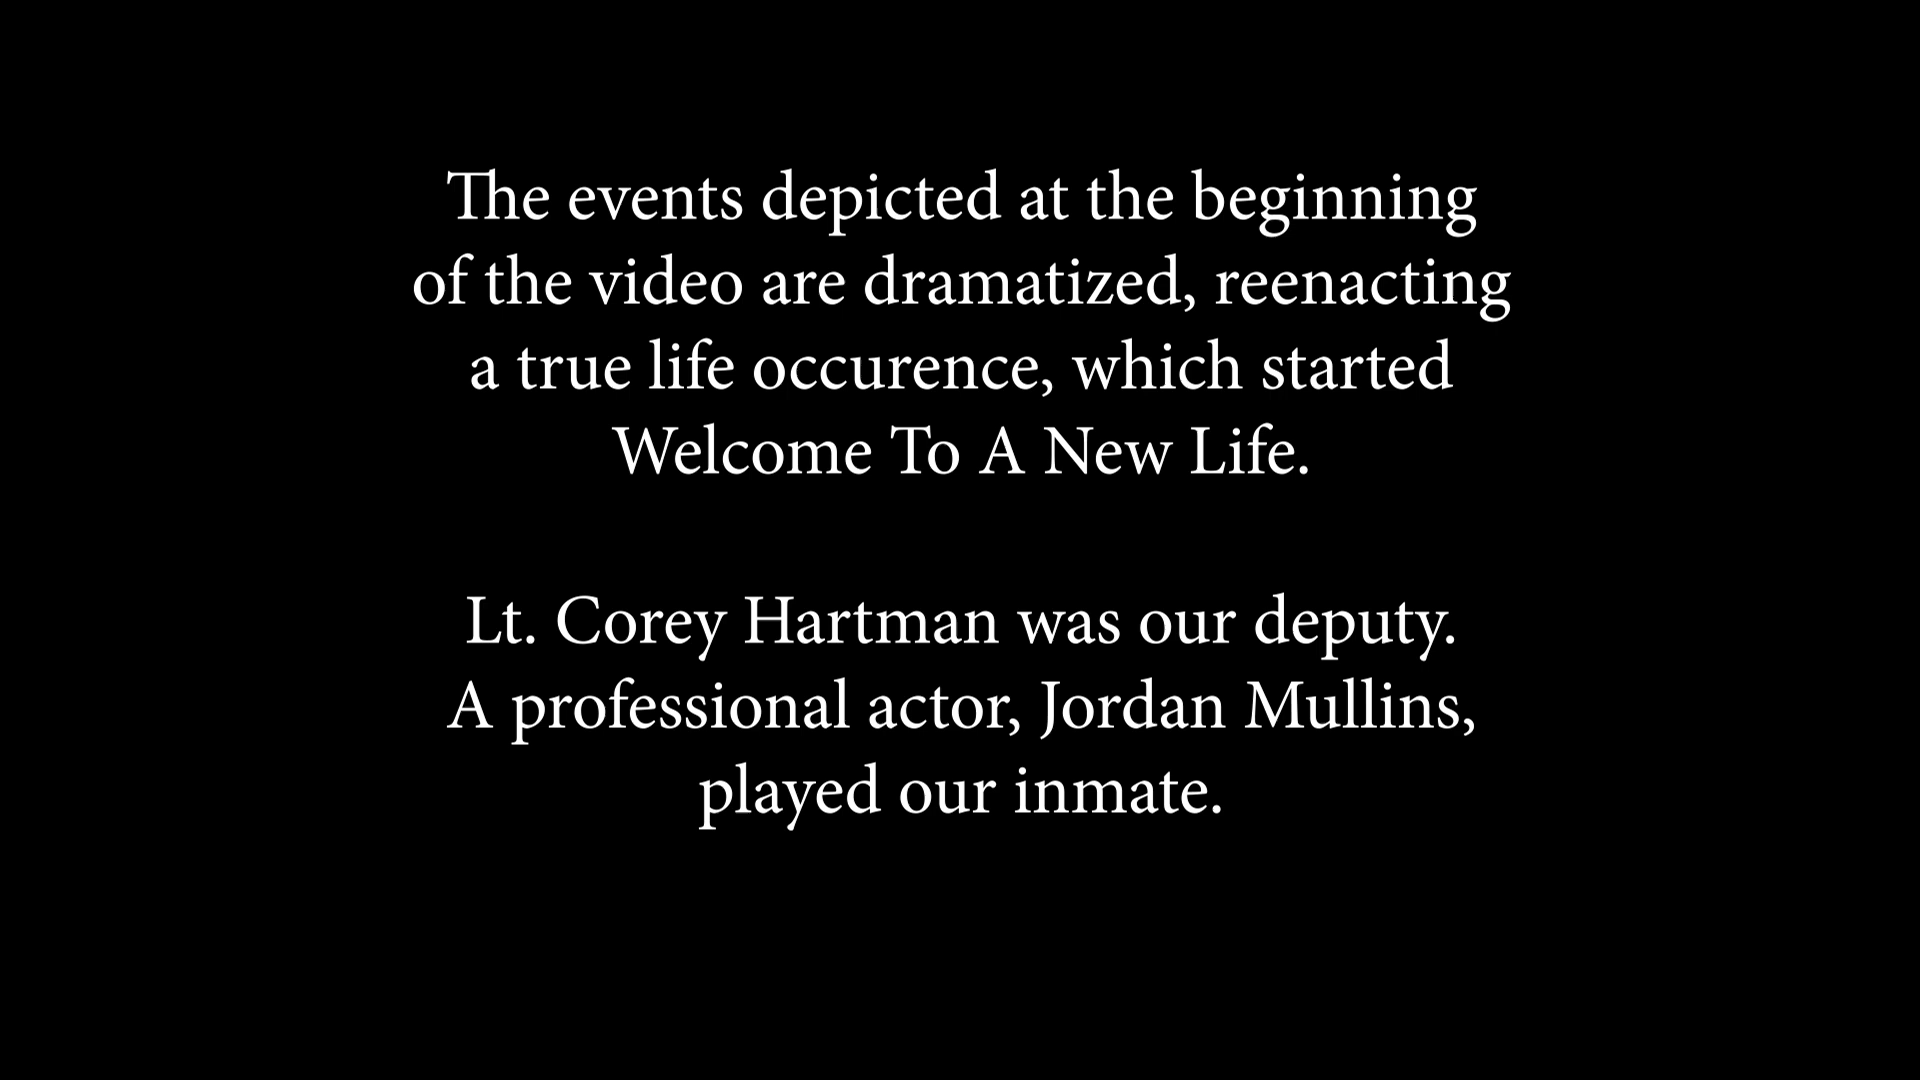 The events depicted at the beginning
of the video are dramatized, reenacting
a true life occurence, which started
Welcome To A New Life.
Lt. Corey Hartman was our deputy.
A professional actor, Jordan Mullins,
played our inmate.